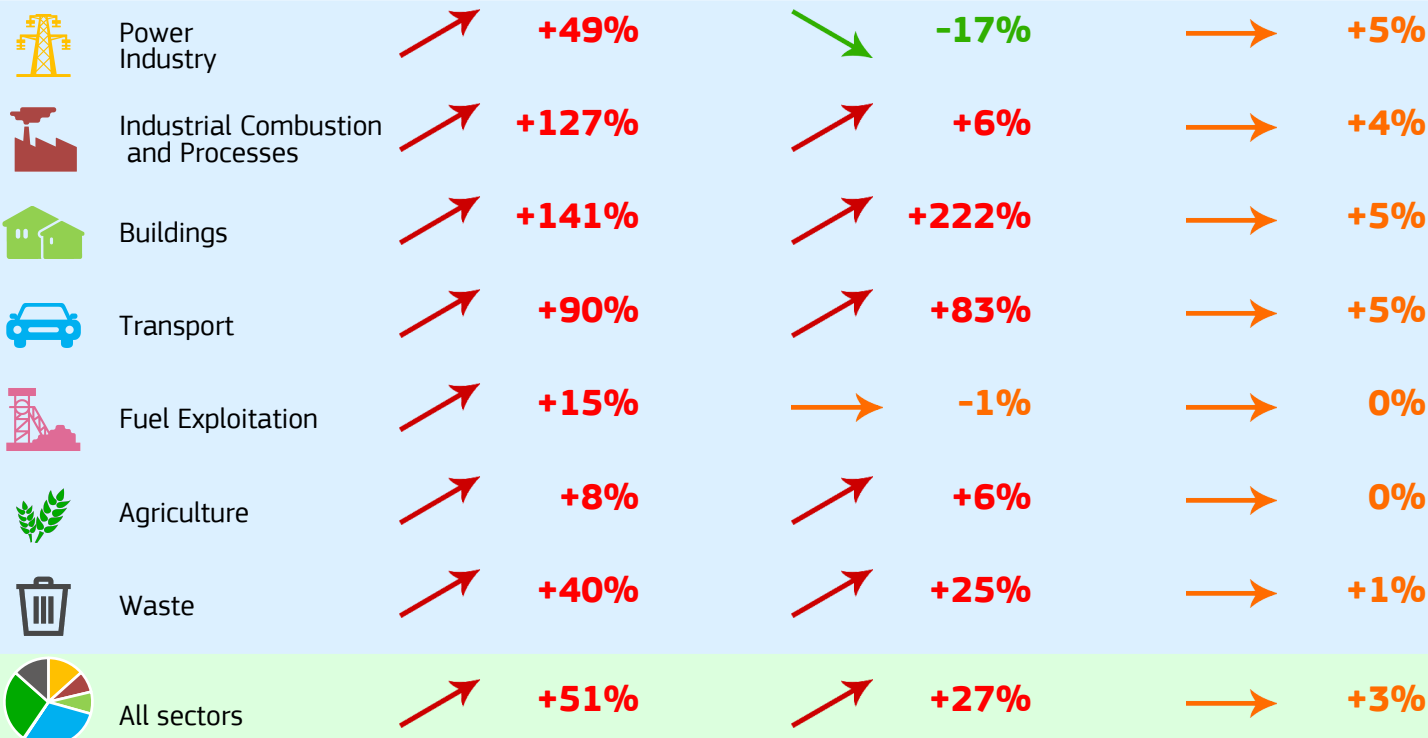 Power
Industry
+49%
-17%
+5%
Industrial Combustion
and Processes
+127%
+6%
+4%
Buildings
+141%
+222%
+5%
Transport
+90%
+83%
+5%
Fuel Exploitation
+15%
-1%
0%
Agriculture
+8%
+6%
0%
Waste
+40%
+25%
+1%
All sectors
+51%
+27%
+3%